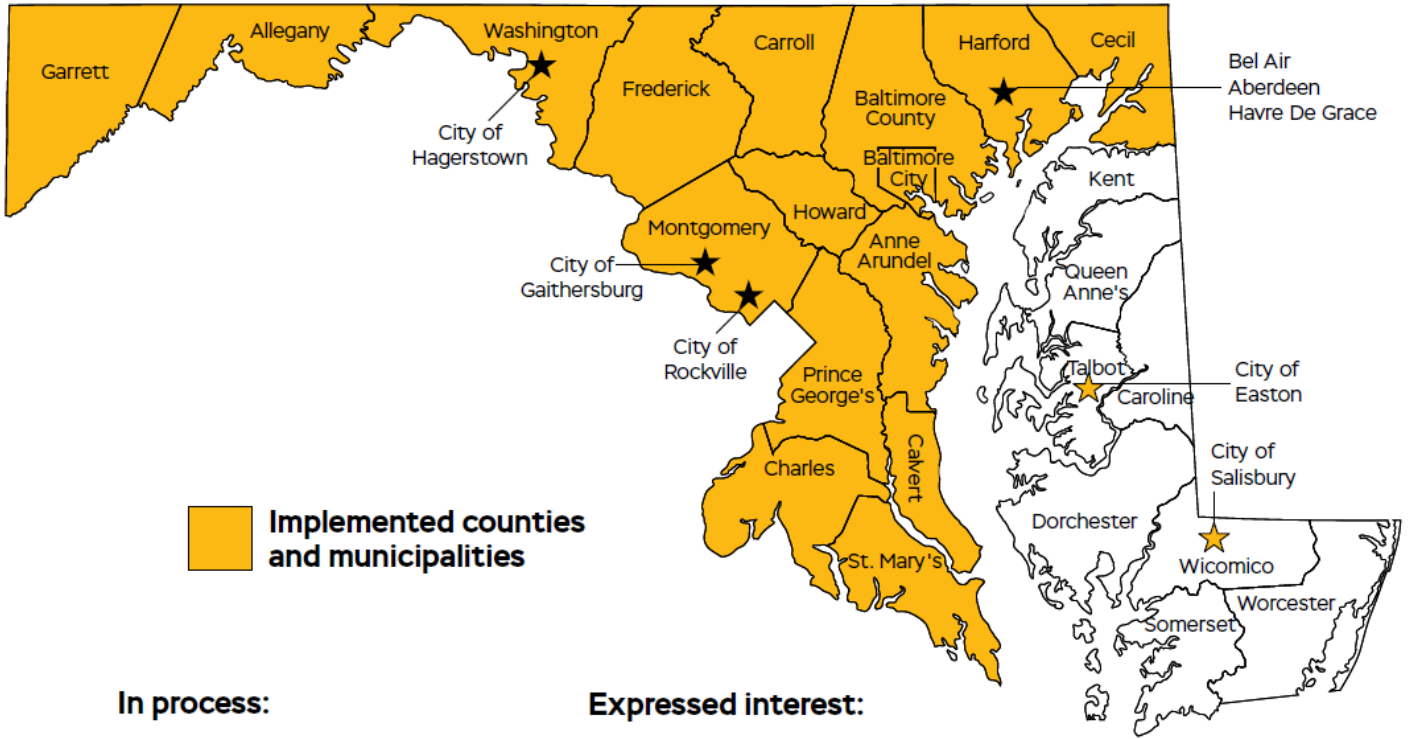 Garrett
Allegany
Washington
Frederick
Carroll
Baltimore
County
Baltimore
City
Harford
Cecil
Bel Air
Aberdeen
Havre De Grace
City of
Hagerstown
Kent
Howard
Montgomery
Anne
Arundel
City of
Gaithersburg
Queen
Anne's
City of
Rockville
Prince
George's
Talbot
Caroline
City of
Easton
Charles
Calvert
City of
Salisbury
Implemented counties
and municipalities
Dorchester
St. Mary's
Wicomico
Worcester
Somerset
In process:
Expressed interest: